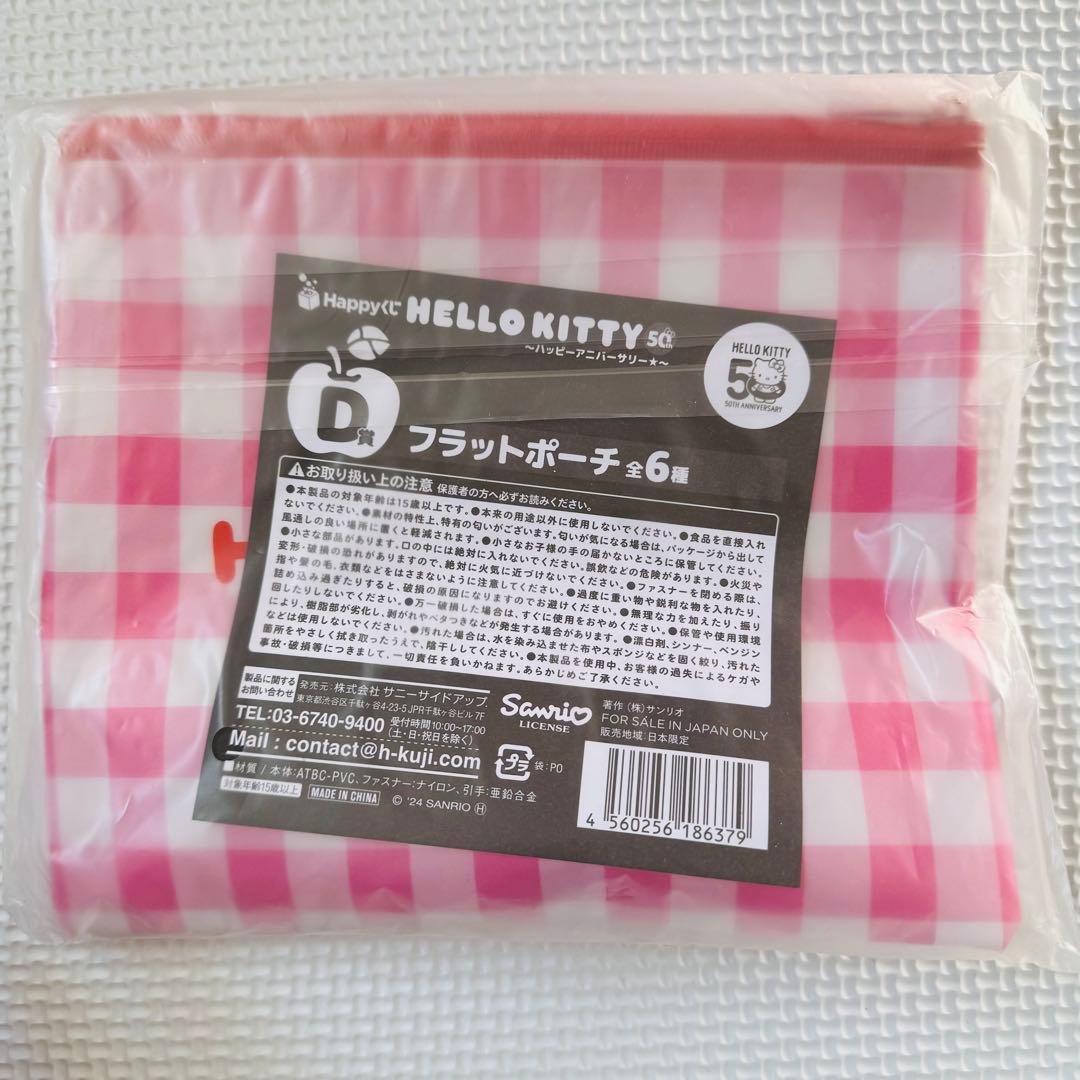 Happyくじ HELLO KITTY 50th
〜ハッピーアニバーサリー★〜
HELLO KITTY
50
50TH ANNIVERSARY
D賞
フラットポーチ 全6種
⚠お取り扱い上の注意 保護者の方へ必ずお読みください。
●本製品の対象年齢は15歳以上です。●本来の用途以外に使用しないでください。●食品を直接入れ
ないでください。●素材の特性上、特有の匂いがございます。匂いが気になる場合は、パッケージから出して
風通しの良い場所に置くと軽減されます。●小さなお子様の手の届かないところに保管してください。
●小さな部品があります。口の中には絶対に入れないでください。誤飲などの危険があります。●火災や
変形・破損の恐れがありますので、絶対に火気に近づけないでください。●ファスナーを閉める際は、
指や髪の毛、衣類などをはさまないように注意してください。●過度に重い物や鋭利な物を入れたり、
詰め込み過ぎたりすると、破損の原因になりますのでお避けください。●無理な力を加えたり、振り
回したりしないでください。●万一破損した場合は、すぐに使用をおやめください。●保管や使用環境
により、樹脂部が劣化し、剥がれやベタつきなどが発生する場合があります。●漂白剤、シンナー、ベンジン
などは使用しないでください。●汚れた場合は、水を染み込ませた布やスポンジなどを固く絞り、汚れた
箇所をやさしく拭き取ったうえで、陰干ししてください。●本製品を使用中、お客様の過失によるケガや
事故・破損等につきまして、一切責任を負いかねます。あらかじめご了承ください。
製品に関する
お問い合わせ
発売元:株式会社 サニーサイドアップ
東京都渋谷区千駄ヶ谷4-23-5 JPR千駄ヶ谷ビル 7F
TEL:03-6740-9400 受付時間10:00~17:00
(土・日・祝日を除く)
Mail : contact@h-kuji.com
■材質 / 本体:ATBC-PVC、ファスナー:ナイロン、引手:亜鉛合金
対象年齢15歳以上 MADE IN CHINA © '24 SANRIO Ⓗ
Sanrio
LICENSE
著作 (株)サンリオ
FOR SALE IN JAPAN ONLY
販売地域:日本限定
プラ 袋:PO
4 560256 186379